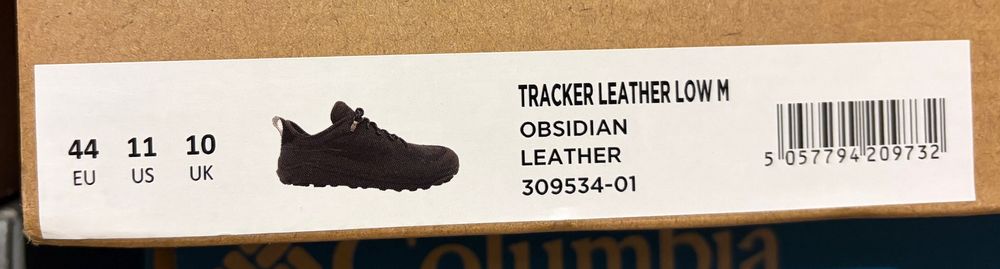 44 11 10
EU US UK
TRACKER LEATHER LOW M
OBSIDIAN
LEATHER
309534-01
5 057794 209732
Columbia